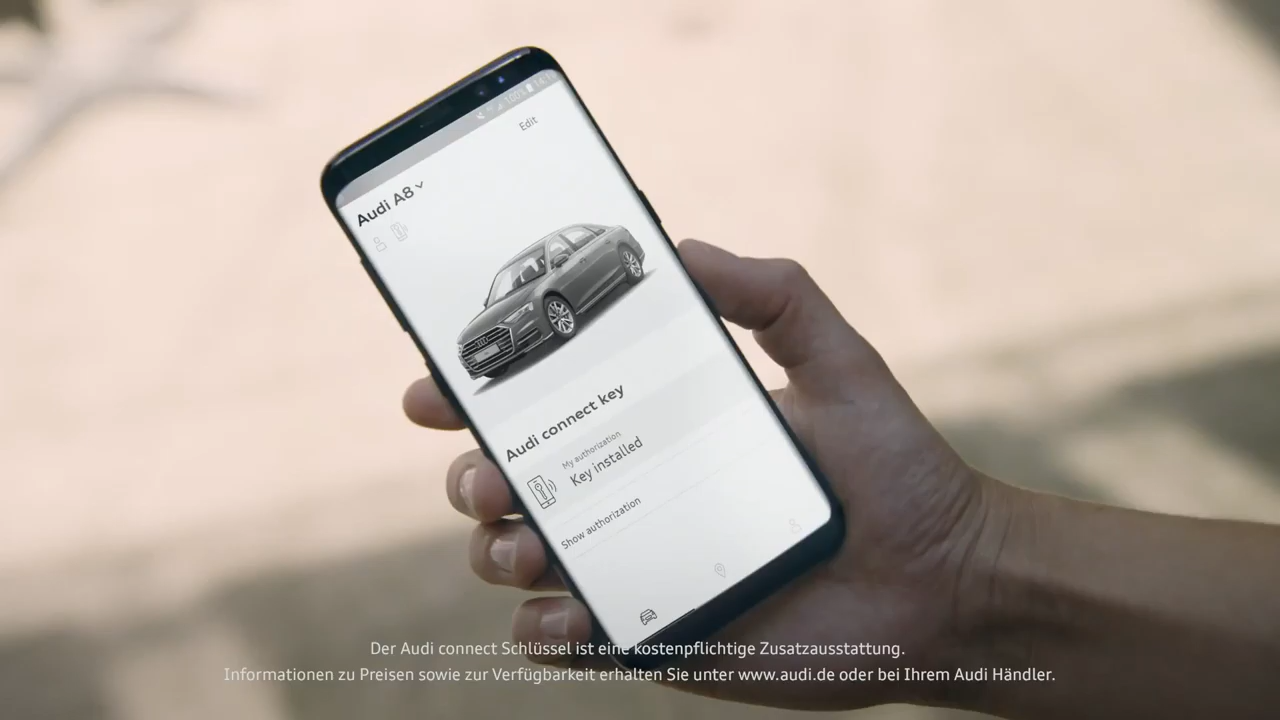 100%
Edit
Audi A8
Audi connect key
My authorization
Key installed
Show authorization
Der Audi connect Schlüssel ist eine kostenpflichtige Zusatzausstattung.
Informationen zu Preisen sowie zur Verfügbarkeit erhalten Sie unter www.audi.de oder bei Ihrem Audi Händler.